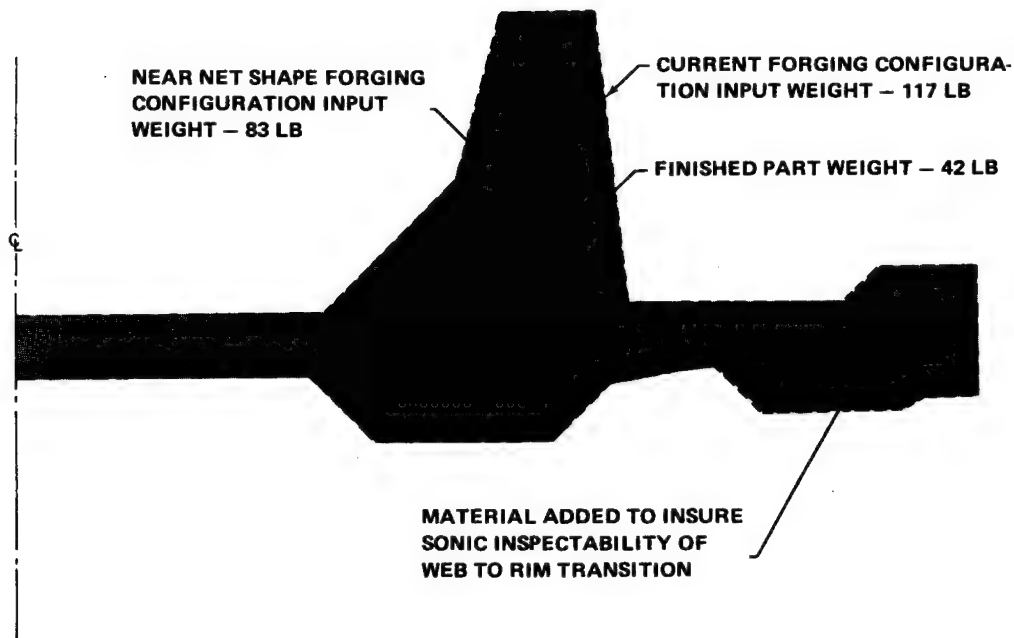 NEAR NET SHAPE FORGING
CONFIGURATION INPUT
WEIGHT – 83 LB
CURRENT FORGING CONFIGURA-
TION INPUT WEIGHT – 117 LB
FINISHED PART WEIGHT – 42 LB
℄
MATERIAL ADDED TO INSURE
SONIC INSPECTABILITY OF
WEB TO RIM TRANSITION